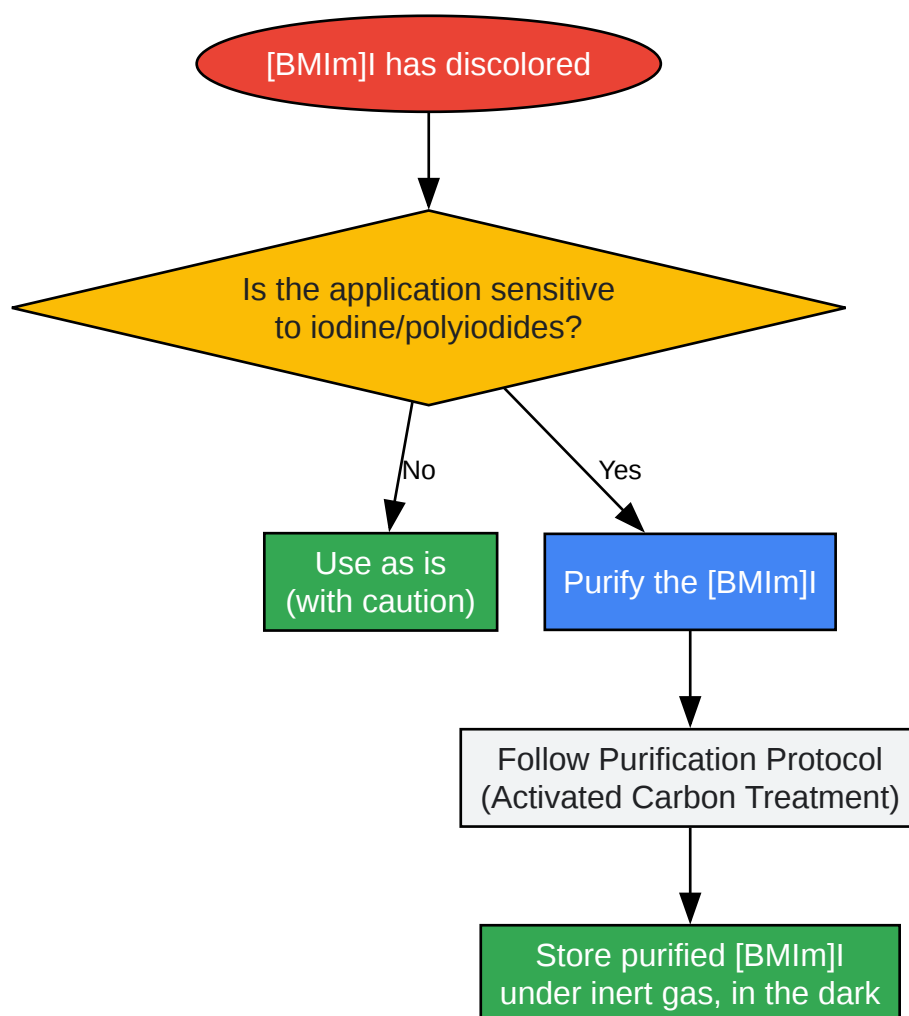 [BMIm]I has discolored
Is the application sensitive
to iodine/polyiodides?
No
Yes
Use as is
(with caution)
Purify the [BMIm]I
Follow Purification Protocol
(Activated Carbon Treatment)
Store purified [BMIm]I
under inert gas, in the dark